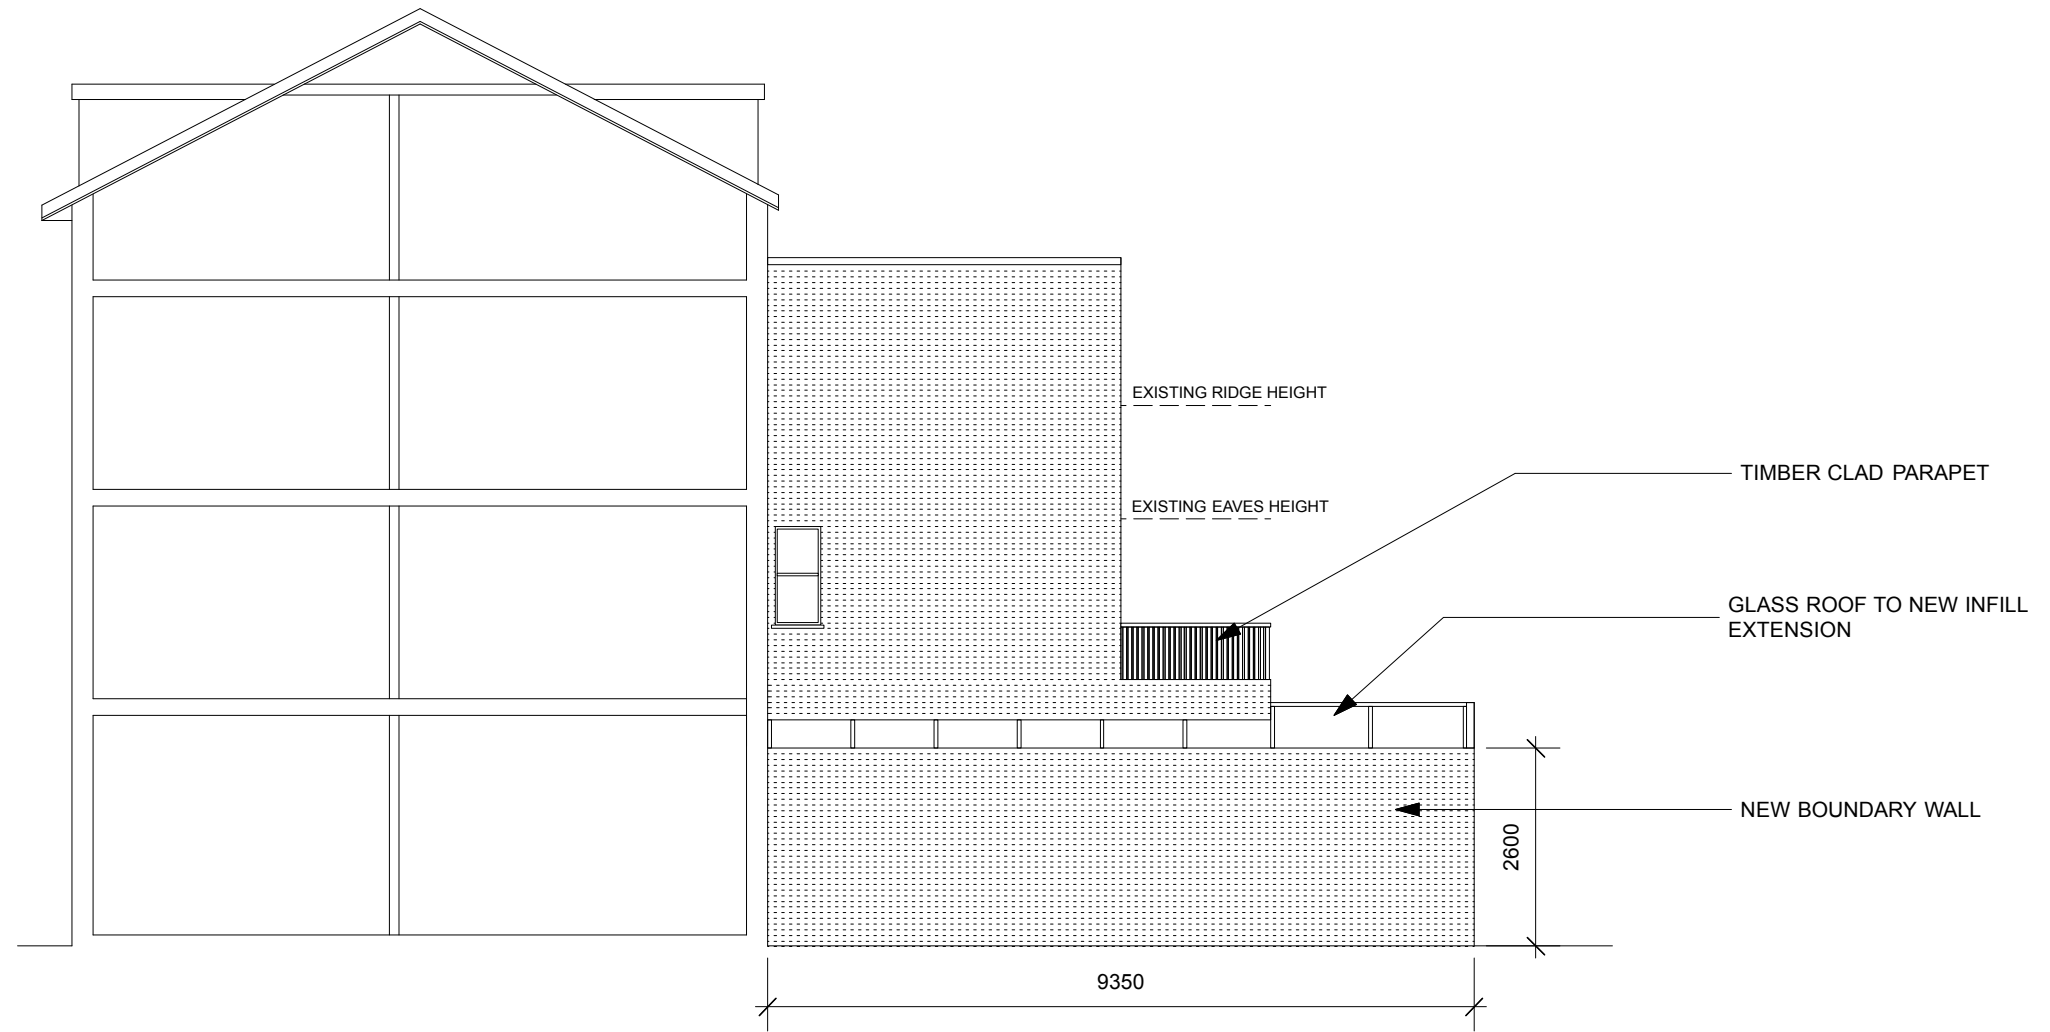 EXISTING RIDGE HEIGHT
TIMBER CLAD PARAPET
EXISTING EAVES HEIGHT
GLASS ROOF TO NEW INFILL
EXTENSION
NEW BOUNDARY WALL
2600
9350